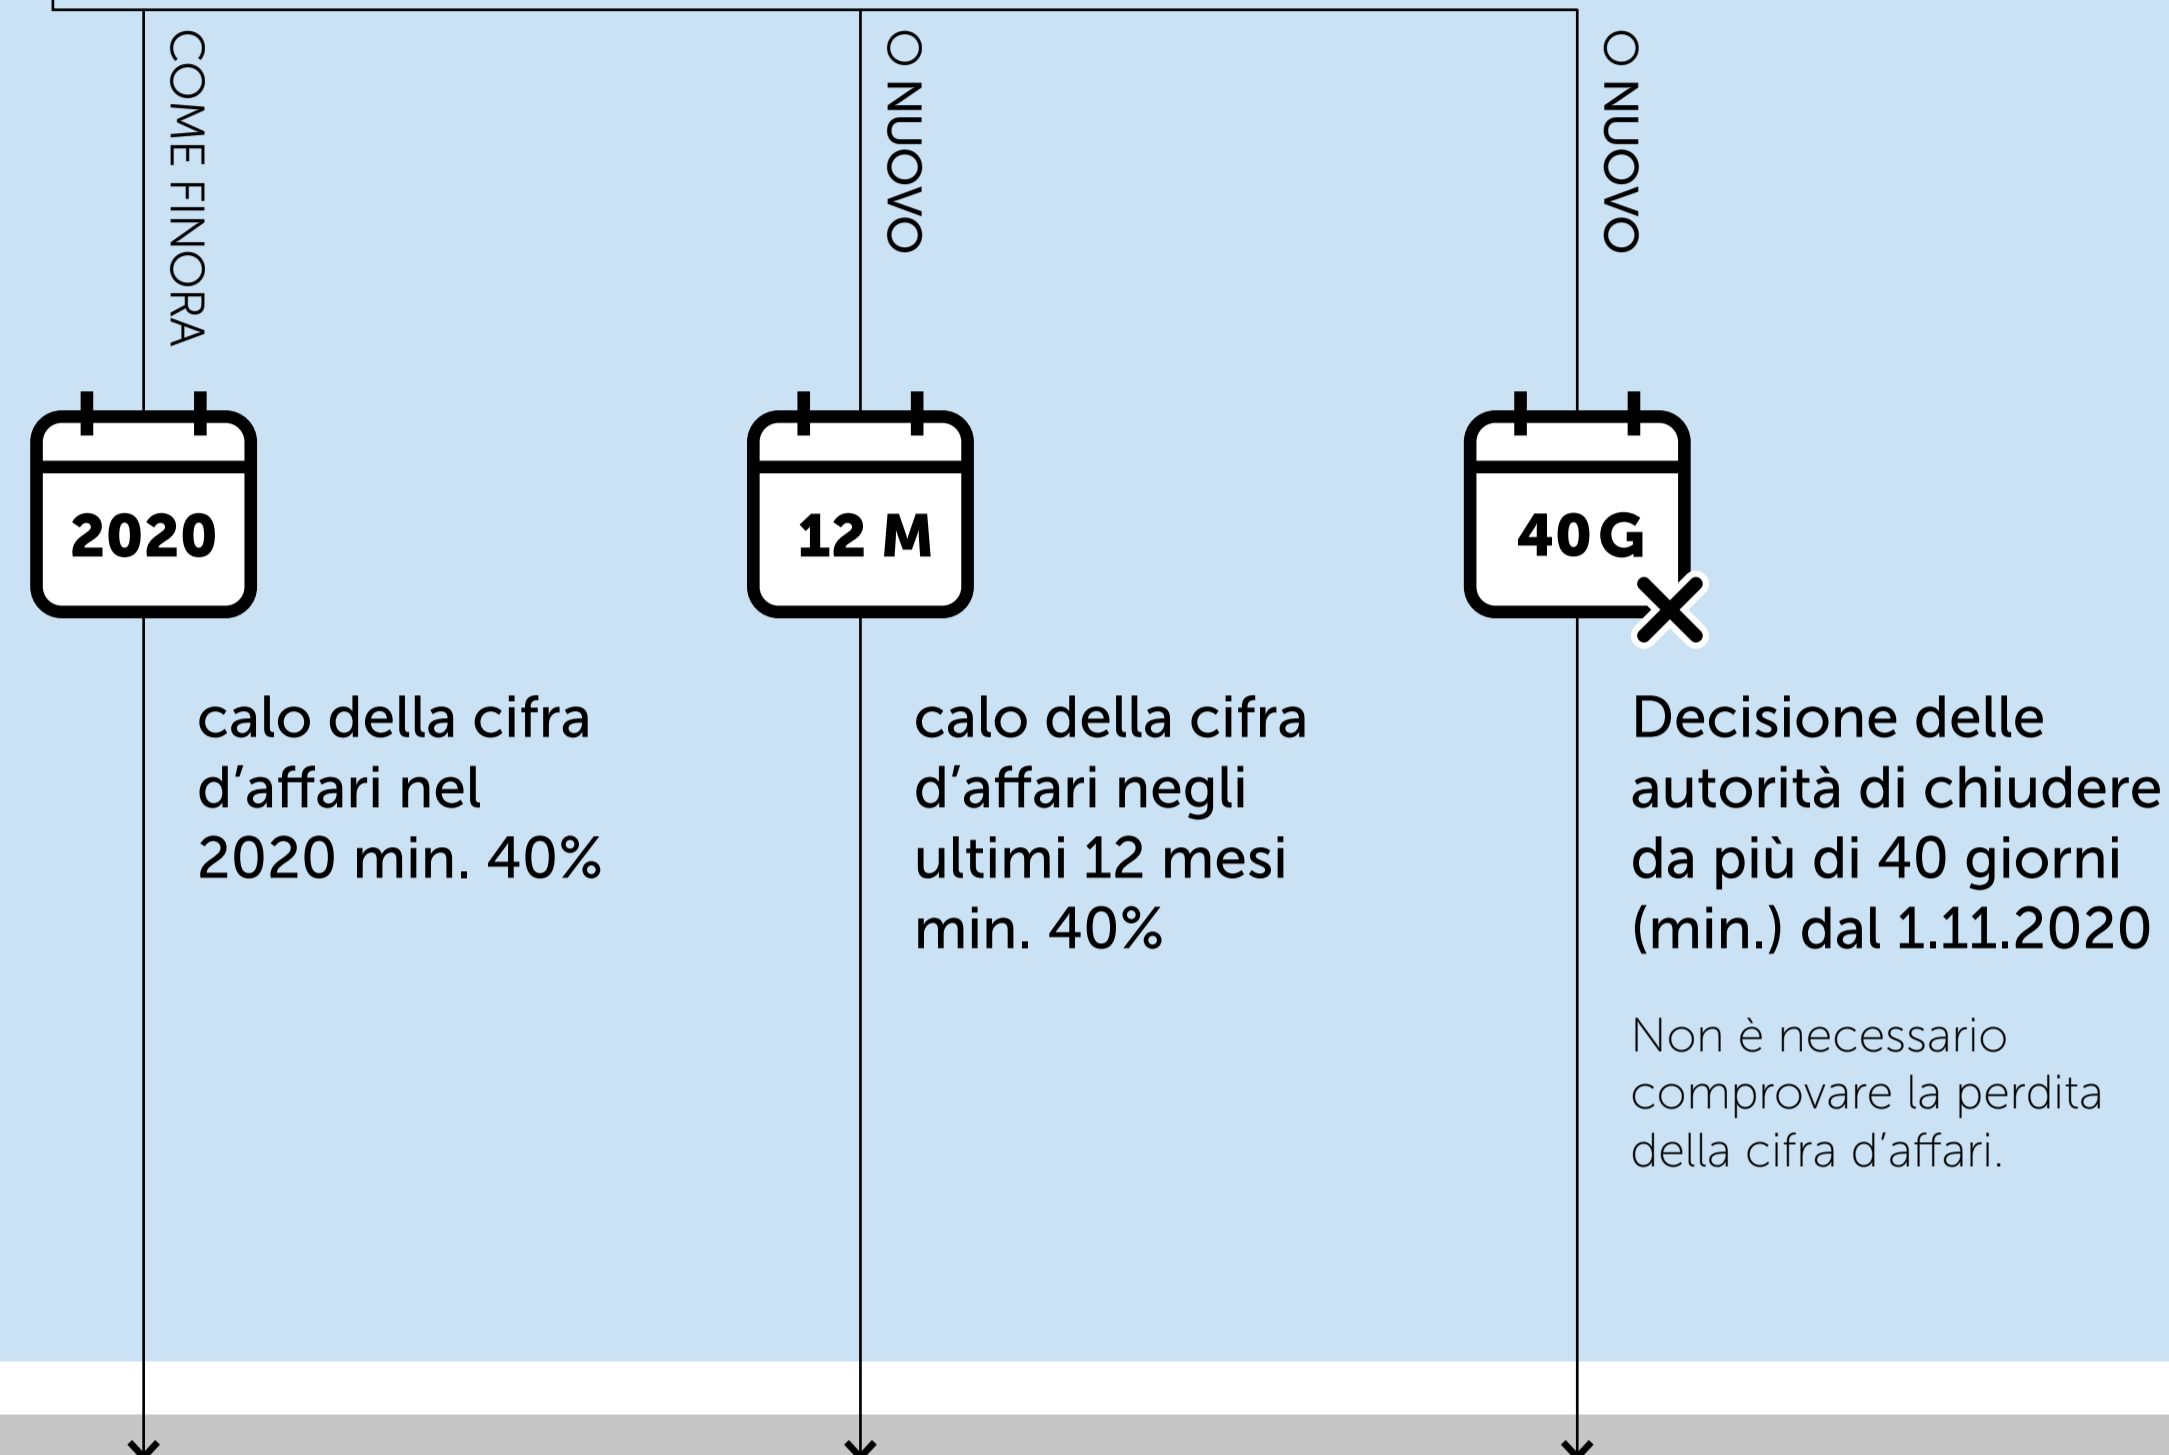 COME FINORA
2020
calo della cifra
d’affari nel
2020 min. 40%
O NUOVO
12 M
calo della cifra
d’affari negli
ultimi 12 mesi
min. 40%
O NUOVO
40 G
Decisione delle
autorità di chiudere
da più di 40 giorni
(min.) dal 1.11.2020
Non è necessario
comprovare la perdita
della cifra d’affari.